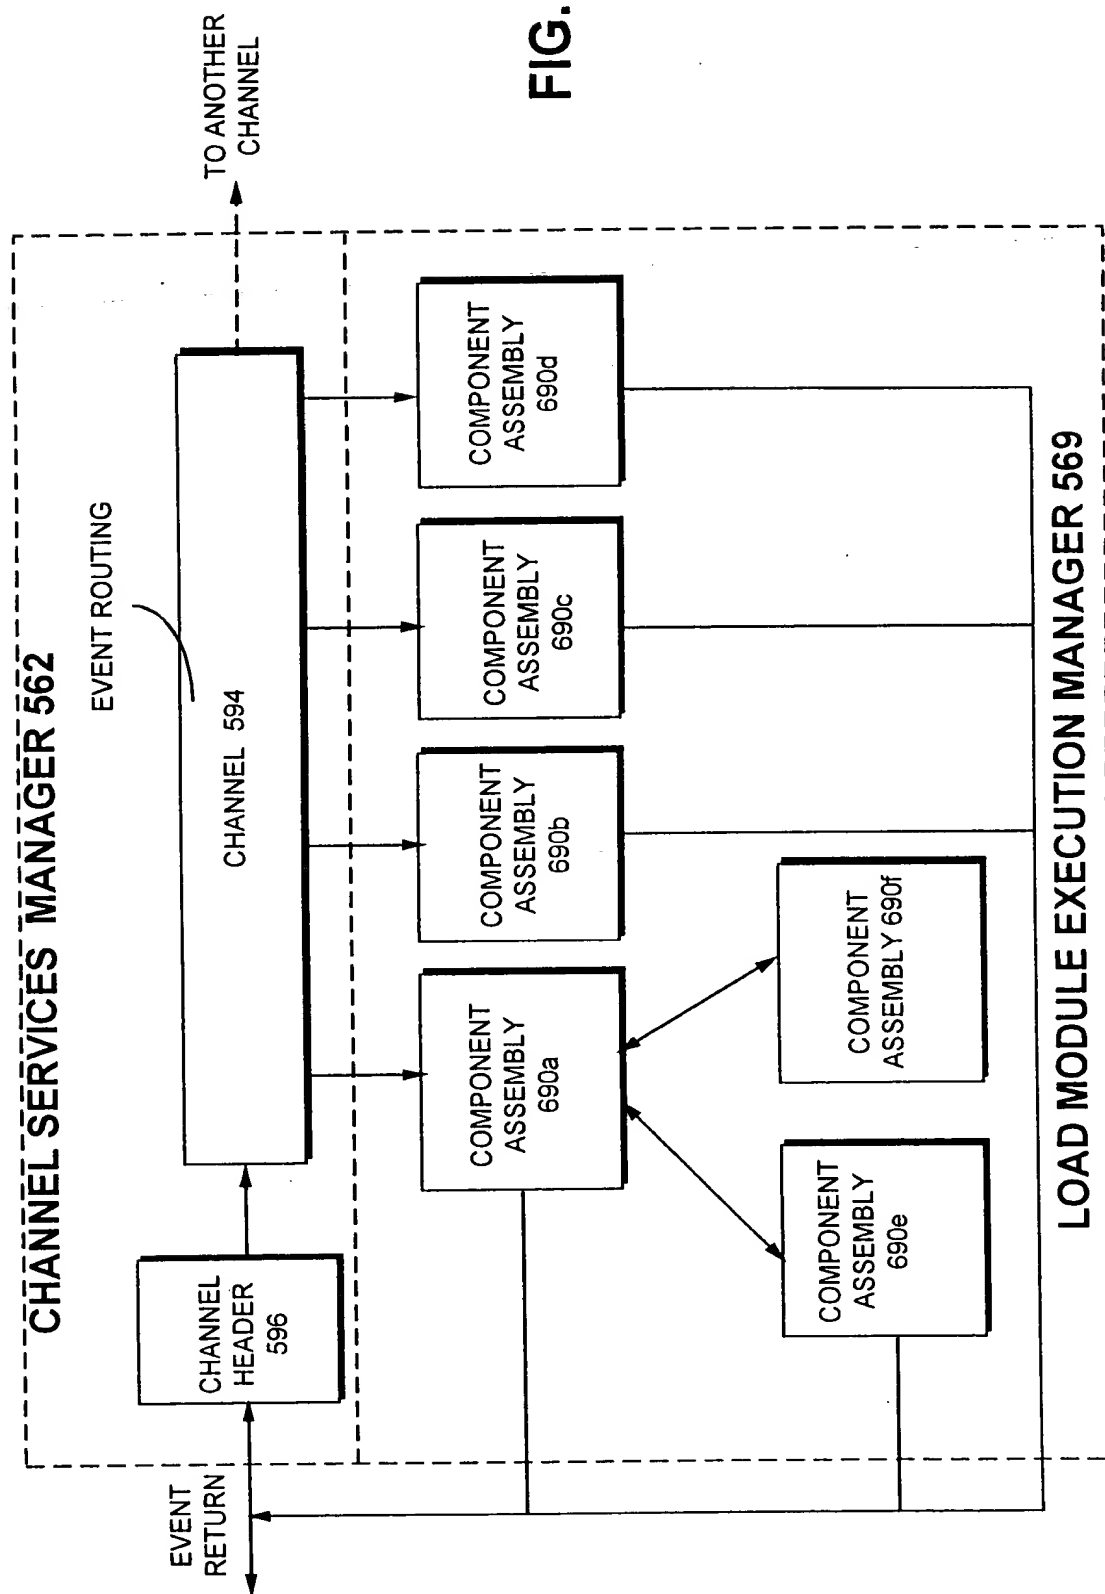 CHANNEL SERVICES MANAGER 562
EVENT ROUTING
TO ANOTHER
CHANNEL
EVENT
RETURN
CHANNEL
HEADER
596
CHANNEL 594
COMPONENT
ASSEMBLY
690a
COMPONENT
ASSEMBLY
690b
COMPONENT
ASSEMBLY
690c
COMPONENT
ASSEMBLY
690d
COMPONENT
ASSEMBLY
690e
COMPONENT
ASSEMBLY 690f
LOAD MODULE EXECUTION MANAGER 569
FIG.